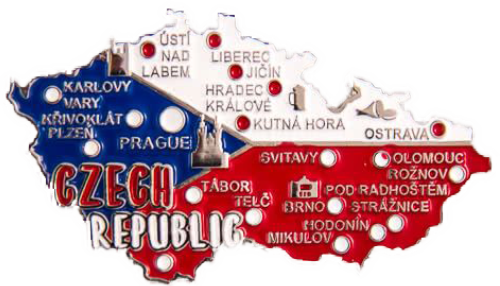 ÚSTÍ
NAD
LABEM
LIBEREC
JIČÍN
HRADEC
KRÁLOVÉ
KUTNÁ HORA
OSTRAVA
KARLOVY
VARY
KŘIVOKLÁT
PLZEN
PRAGUE
SVITAVY
OLOMOUC
ROŽNOV
POD RADHOŠTĚM
CZECH
REPUBLIC
TÁBOR
TELČ
BRNO
STRÁŽNICE
HODONÍN
MIKULOV